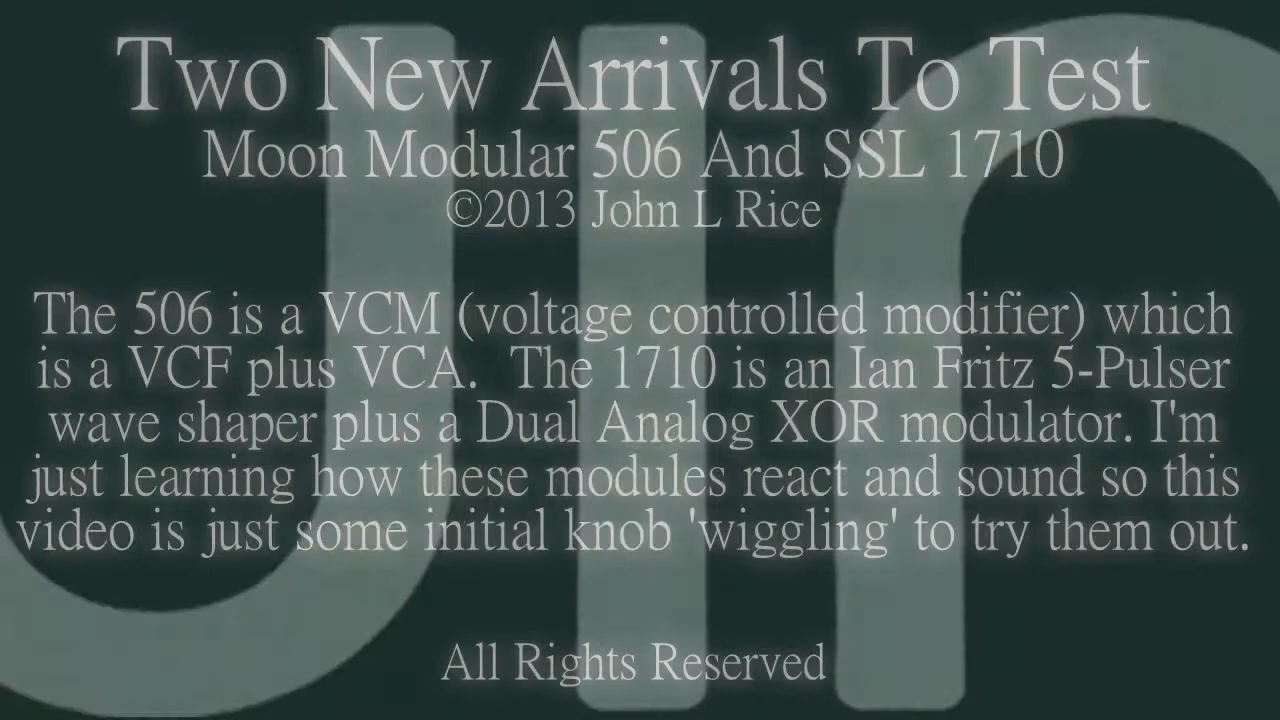 Two New Arrivals To Test
Moon Modular 506 And SSL 1710
©2013 John L Rice
The 506 is a VCM (voltage controlled modifier) which
is a VCF plus VCA.  The 1710 is an Ian Fritz 5-Pulser
wave shaper plus a Dual Analog XOR modulator. I'm
just learning how these modules react and sound so this
video is just some initial knob 'wiggling' to try them out.
All Rights Reserved